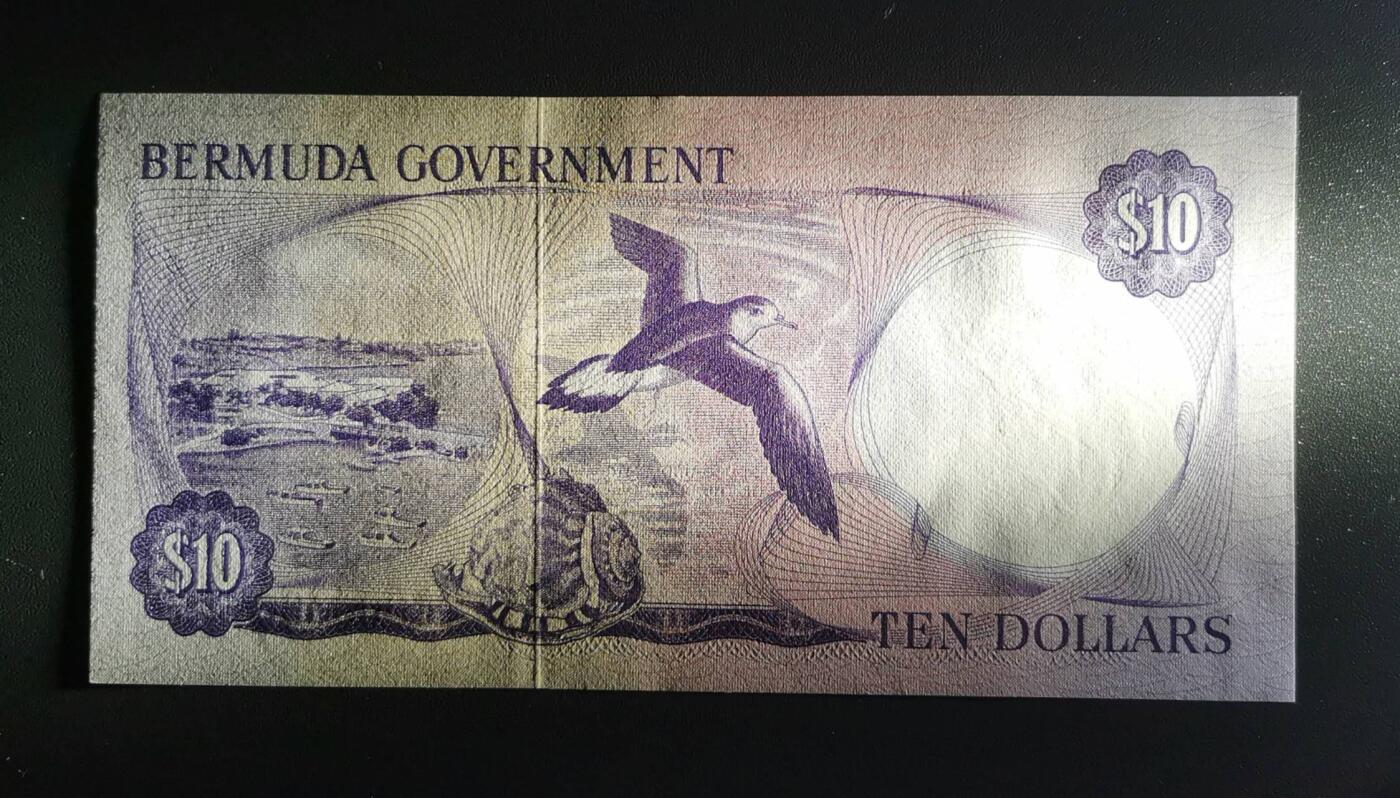 BERMUDA GOVERNMENT
$10
$10
TEN DOLLARS